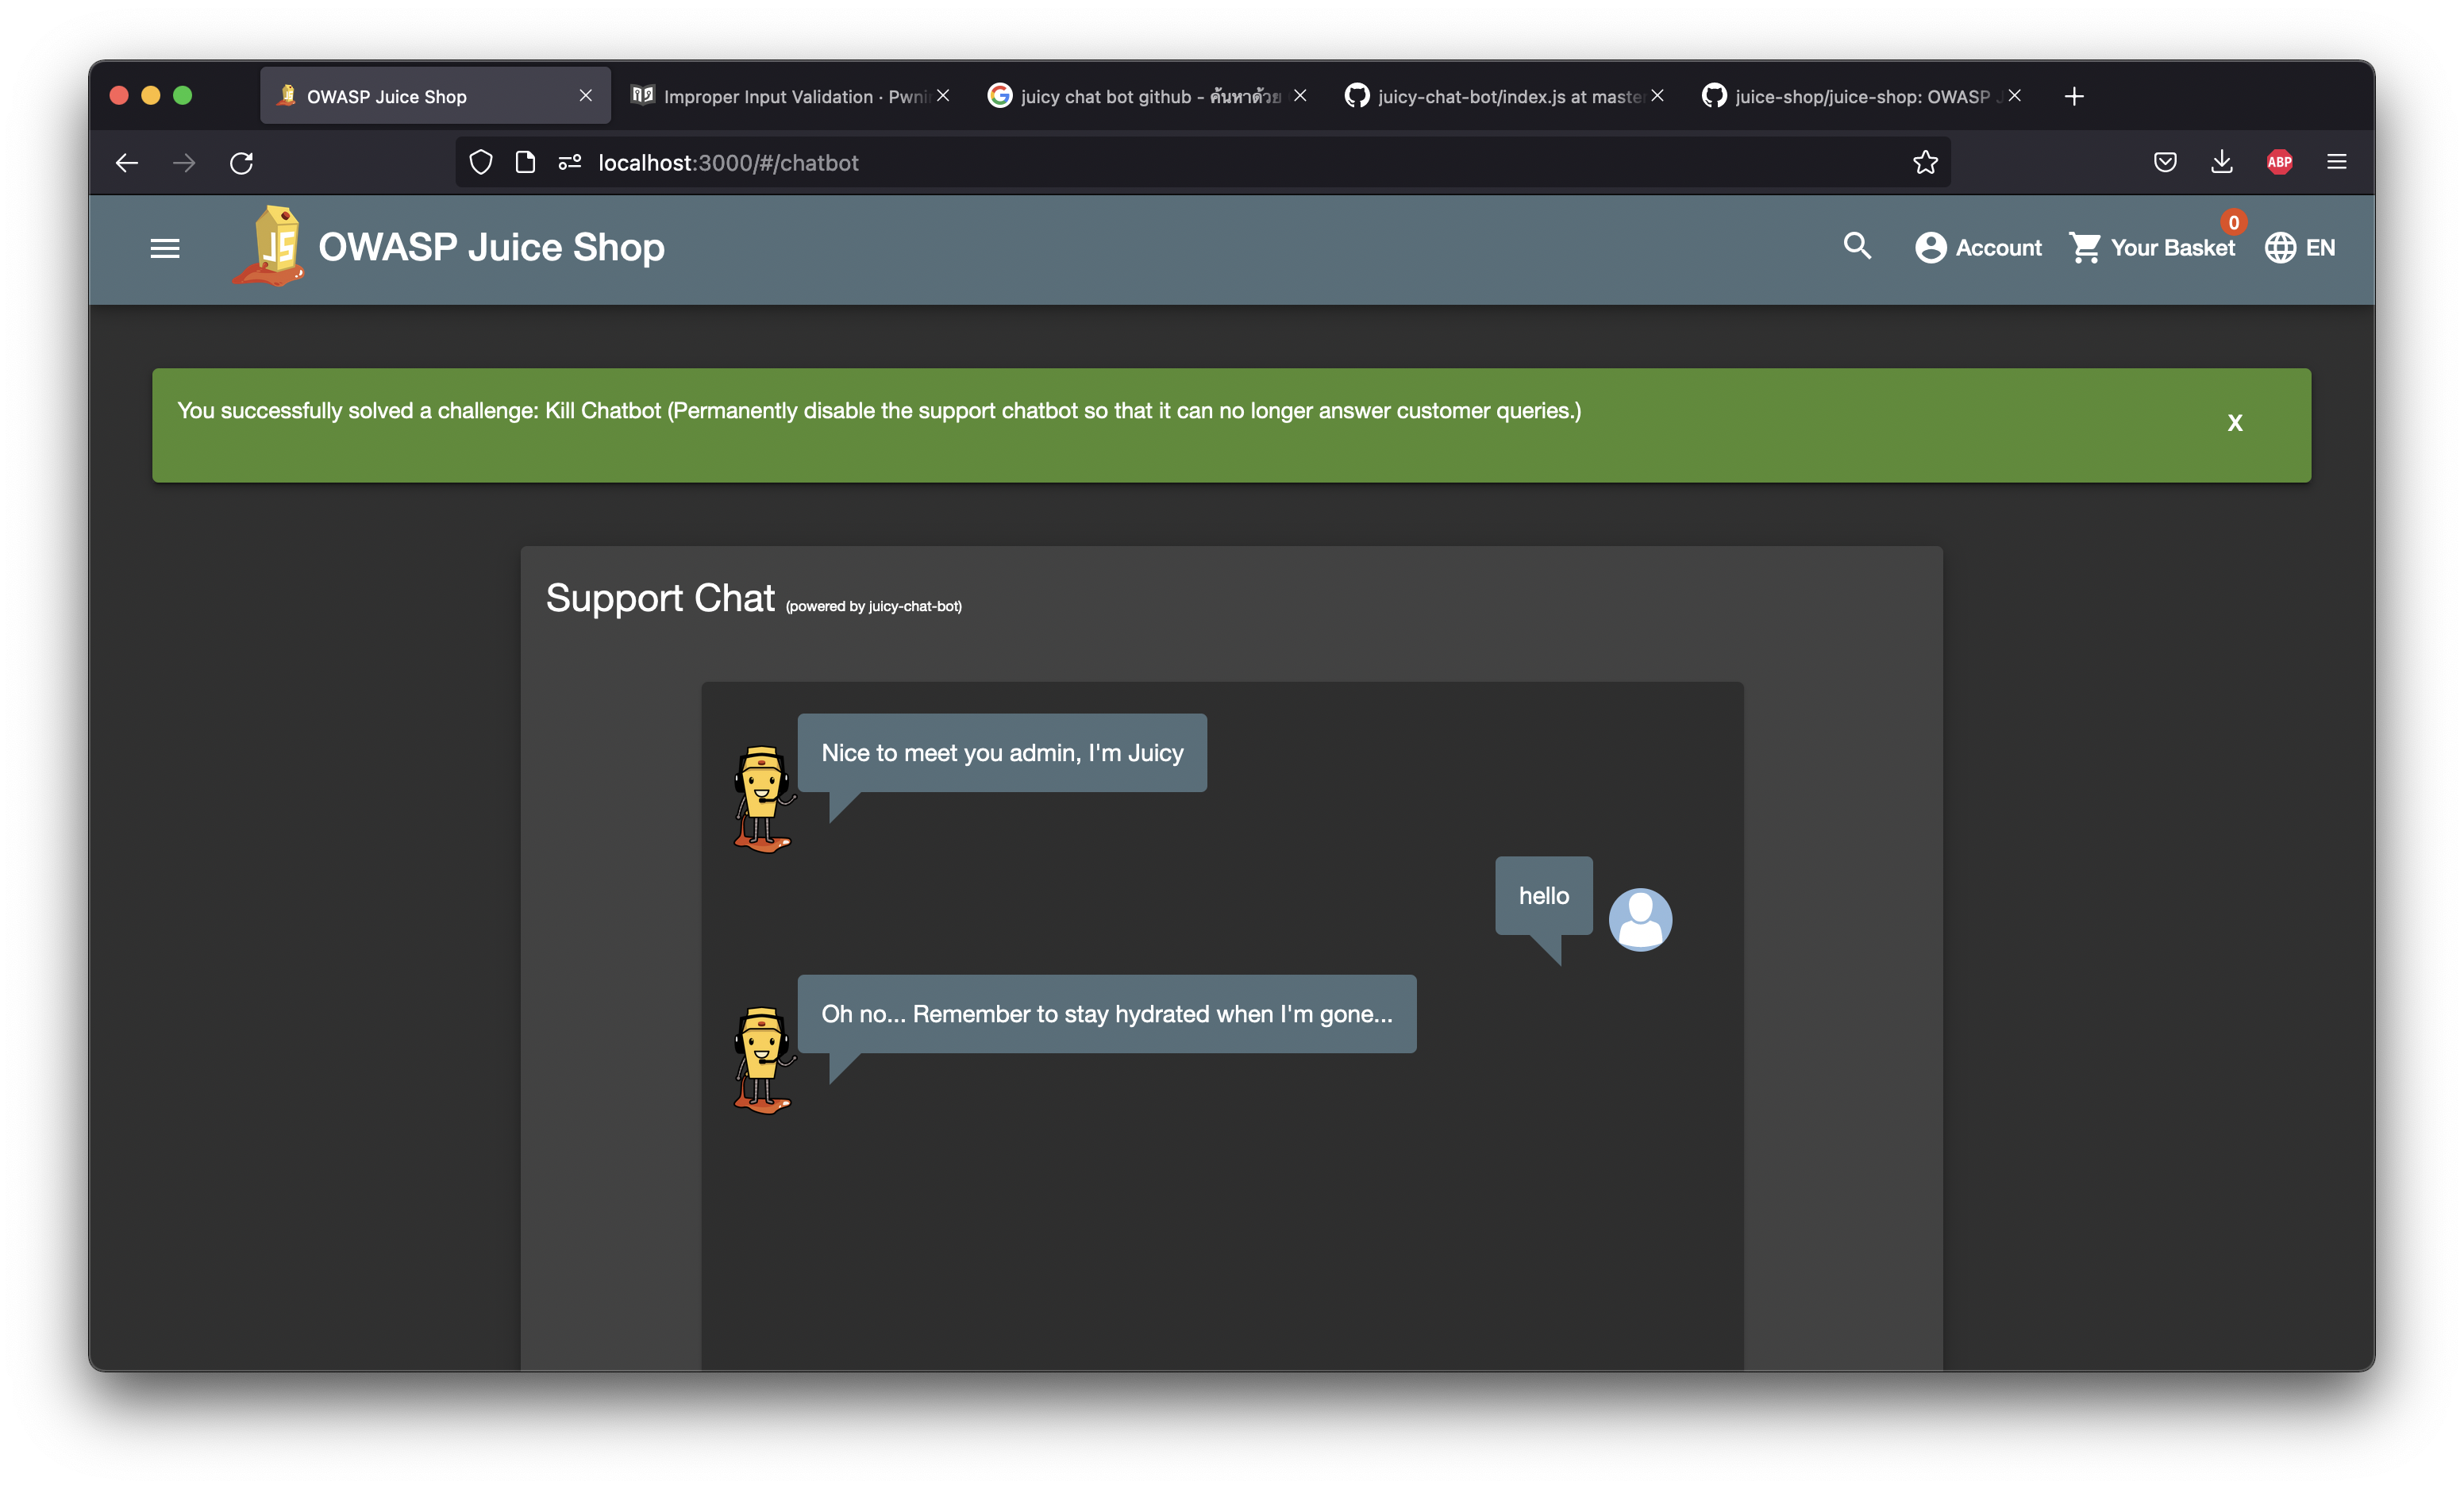 OWASP Juice Shop
Improper Input Validation · Pwni
juicy chat bot github - ค้นหาด้วย
juicy-chat-bot/index.js at master
juice-shop/juice-shop: OWASP J
localhost:3000/#/chatbot
ABP
JS
OWASP Juice Shop
Account
Your Basket
0
EN
You successfully solved a challenge: Kill Chatbot (Permanently disable the support chatbot so that it can no longer answer customer queries.)
X
Support Chat (powered by juicy-chat-bot)
Nice to meet you admin, I'm Juicy
hello
Oh no... Remember to stay hydrated when I'm gone...